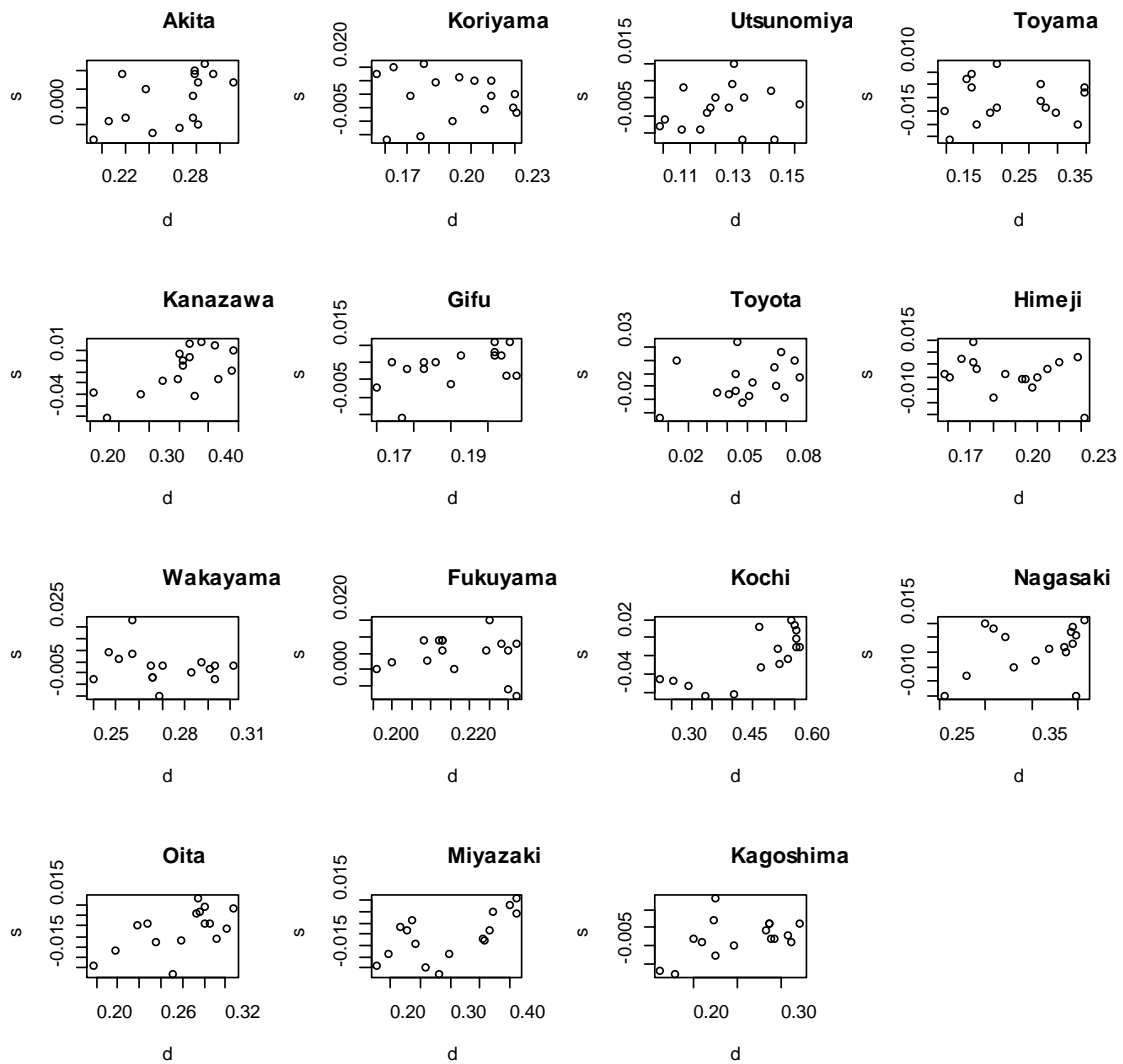 Akita Koriyama Utsunomiya Toyama
s 0.000 s -0.005 0.020 s -0.005 0.015 s -0.015 0.010
0.22 0.28 0.17 0.20 0.23 0.11 0.13 0.15 0.15 0.25 0.35
d d d d
Kanazawa Gifu Toyota Himeji
s -0.04 0.01 s -0.005 0.015 s -0.02 0.03 s -0.010 0.015
0.20 0.30 0.40 0.17 0.19 0.02 0.05 0.08 0.17 0.20 0.23
d d d d
Wakayama Fukuyama Kochi Nagasaki
s -0.005 0.025 s 0.000 0.020 s -0.04 0.02 s -0.010 0.015
0.25 0.28 0.31 0.200 0.220 0.30 0.45 0.60 0.25 0.35
d d d d
Oita Miyazaki Kagoshima
s -0.015 0.015 s -0.015 0.015 s -0.005
0.20 0.26 0.32 0.20 0.30 0.40 0.20 0.30
d d d